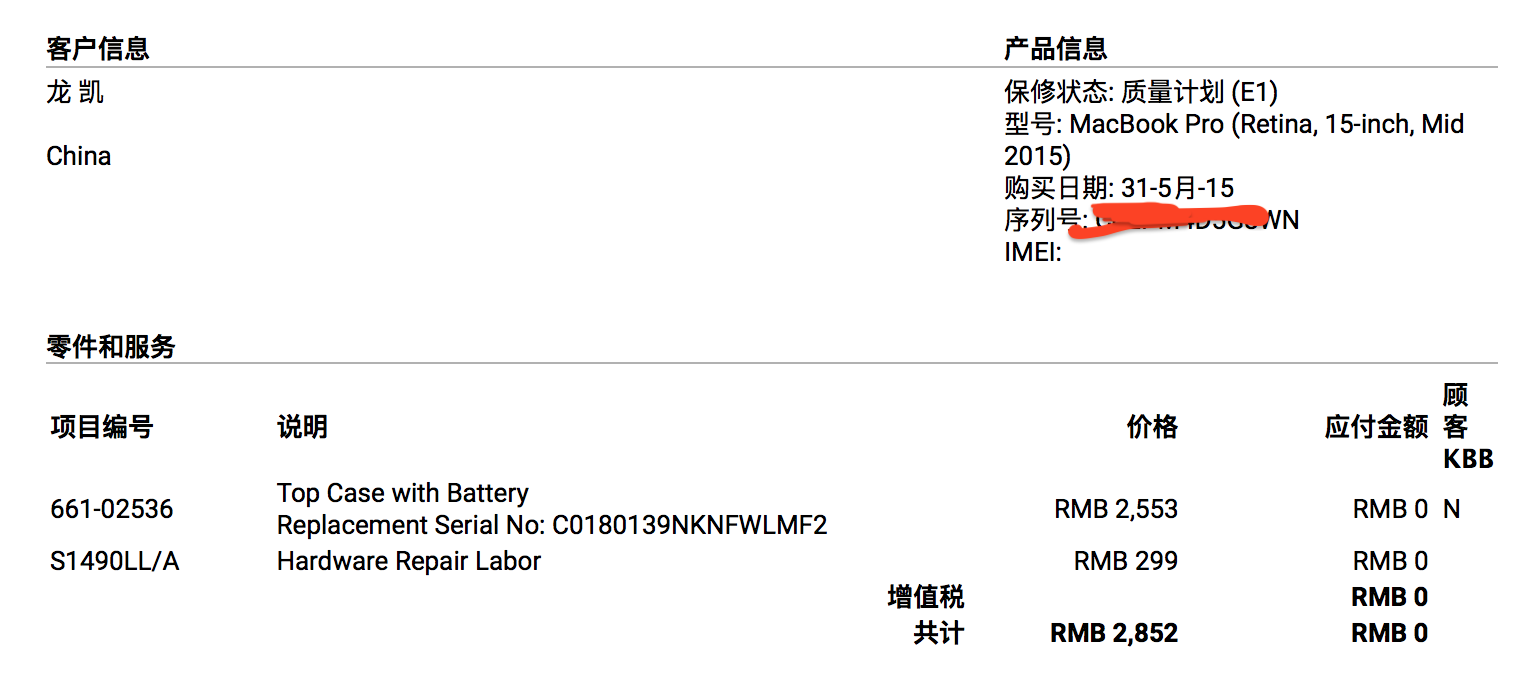 客户信息
龙 凯
China
产品信息
保修状态: 质量计划 (E1)
型号: MacBook Pro (Retina, 15-inch, Mid
2015)
购买日期: 31-5月-15
序列号:
IMEI:
零件和服务
项目编号 说明 价格 应付金额 顾客KBB
661-02536 Top Case with Battery RMB 2,553 RMB 0 N
Replacement Serial No: C0180139NKNFWLMF2
S1490LL/A Hardware Repair Labor RMB 299 RMB 0
增值税 RMB 0
共计 RMB 2,852 RMB 0